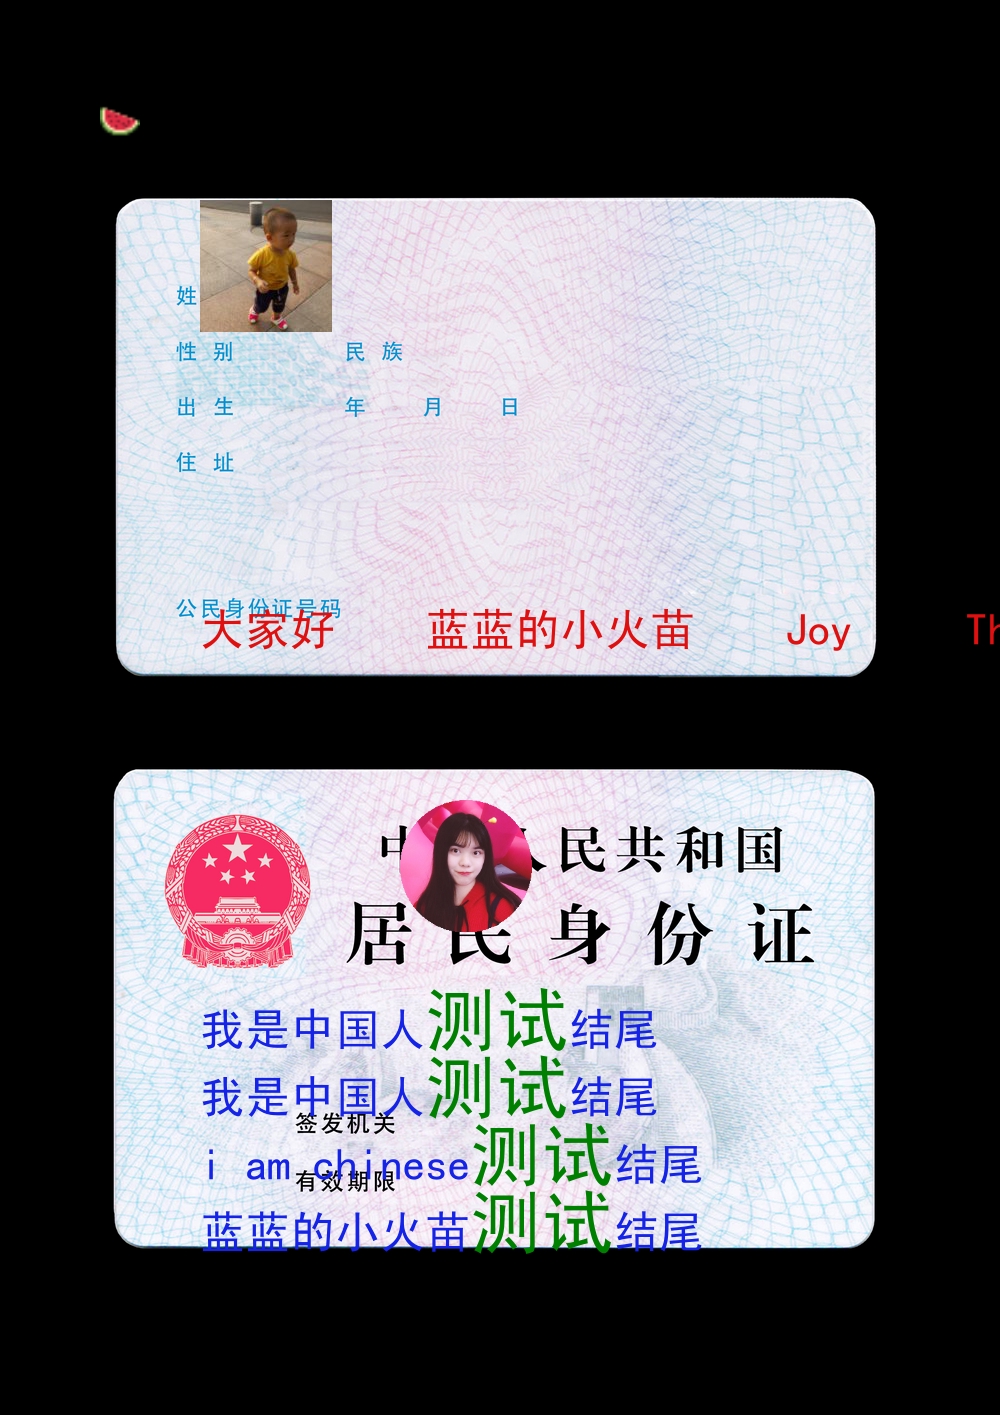 姓
性 别 民 族
出 生 年 月 日
住 址
公民身份证号码
大家好 蓝蓝的小火苗 Joy Th
中 人民共和国
居 民 身 份 证
我是中国人测试结尾
我是中国人测试结尾
签发机关
i am chinese测试结尾
有效期限
蓝蓝的小火苗测试结尾